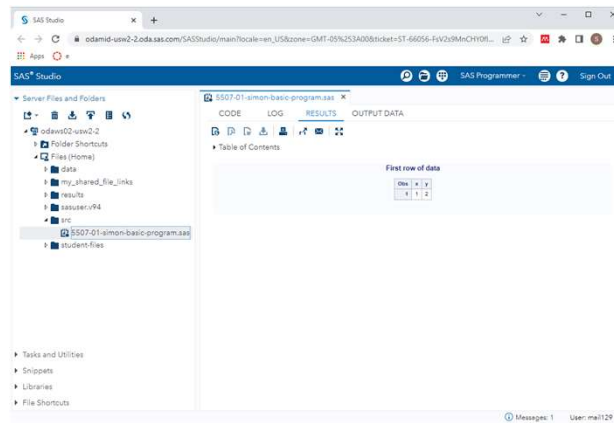 SAS Studio
odamid-usw2-2.oda.sas.com/SASStudio/main?locale=en_US&zone=GMT-05%253A00&ticket=ST-66056-FsV2s9MnCHY0fl...
Apps
SAS® Studio
SAS Programmer
Sign Out
Server Files and Folders
odaws02-usw2-2
Folder Shortcuts
Files (Home)
data
my_shared_file_links
results
sasuser.v94
src
5507-01-simon-basic-program.sas
student-files
Tasks and Utilities
Snippets
Libraries
File Shortcuts
5507-01-simon-basic-program.sas
CODE LOG RESULTS OUTPUT DATA
Table of Contents
First row of data
Obs x y
1 1 2
Messages: 1 User: mail129